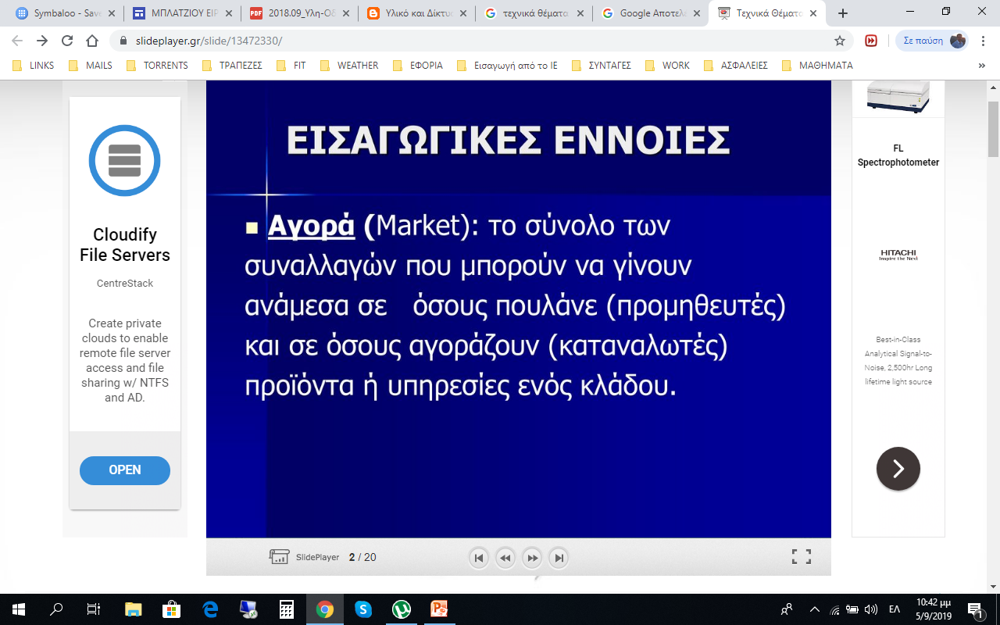 Symbaloo - Save
ΜΠΛΑΤΖΙΟΥ ΕΙΡ
2018.09_Υλη-Οδ
Υλικό και Δίκτυα
τεχνικά θέματα
Google Αποτελέ
Τεχνικά Θέματα
slideplayer.gr/slide/13472330/
Σε παύση
LINKS
MAILS
TORRENTS
ΤΡΑΠΕΖΕΣ
FIT
WEATHER
ΕΦΟΡΙΑ
Εισαγωγή από το IE
ΣΥΝΤΑΓΕΣ
WORK
ΑΣΦΑΛΕΙΕΣ
ΜΑΘΗΜΑΤΑ
Cloudify
File Servers
CentreStack
Create private
clouds to enable
remote file server
access and file
sharing w/ NTFS
and AD.
OPEN
ΕΙΣΑΓΩΓΙΚΕΣ ΕΝΝΟΙΕΣ
Αγορά (Market): το σύνολο των
συναλλαγών που μπορούν να γίνουν
ανάμεσα σε όσους πουλάνε (προμηθευτές)
και σε όσους αγοράζουν (καταναλωτές)
προϊόντα ή υπηρεσίες ενός κλάδου.
SlidePlayer
2 / 20
FL
Spectrophotometer
HITACHI
Inspire the Next
Best-in-Class
Analytical Signal-to-
Noise, 2,500hr Long
lifetime light source
ΕΛ
10:42 μμ
5/9/2019
1